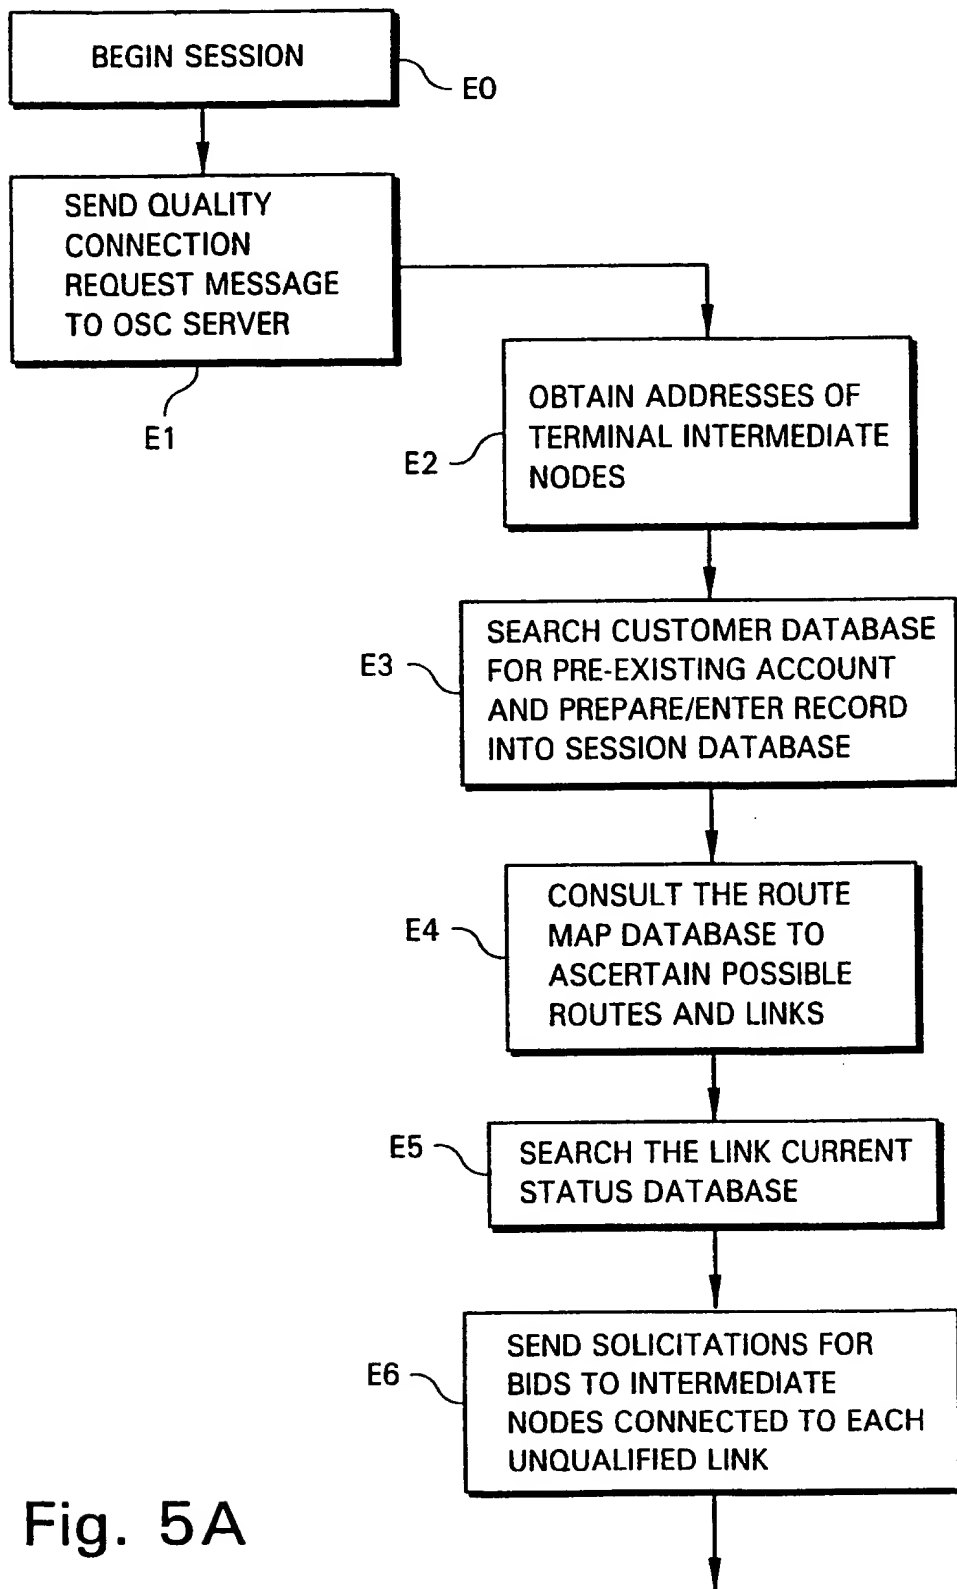 BEGIN SESSION
E0
SEND QUALITY
CONNECTION
REQUEST MESSAGE
TO OSC SERVER
E1
OBTAIN ADDRESSES OF
TERMINAL INTERMEDIATE
NODES
E2
SEARCH CUSTOMER DATABASE
FOR PRE-EXISTING ACCOUNT
AND PREPARE/ENTER RECORD
INTO SESSION DATABASE
E3
CONSULT THE ROUTE
MAP DATABASE TO
ASCERTAIN POSSIBLE
ROUTES AND LINKS
E4
SEARCH THE LINK CURRENT
STATUS DATABASE
E5
SEND SOLICITATIONS FOR
BIDS TO INTERMEDIATE
NODES CONNECTED TO EACH
UNQUALIFIED LINK
E6
Fig. 5A